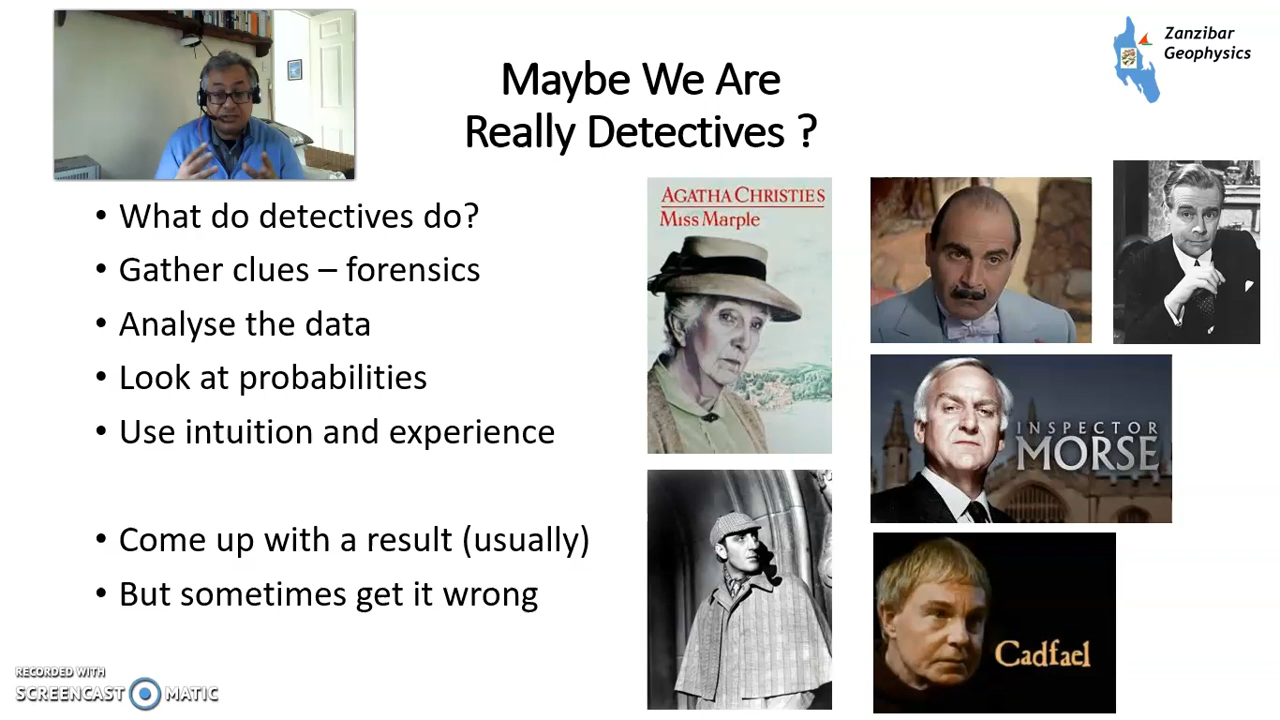 Zanzibar
Geophysics
Maybe We Are
Really Detectives ?
• What do detectives do?
• Gather clues – forensics
• Analyse the data
• Look at probabilities
• Use intuition and experience
• Come up with a result (usually)
• But sometimes get it wrong
AGATHA CHRISTIES
MISS MARPLE
INSPECTOR
MORSE
Cadfael
RECORDED WITH
SCREENCAST MATIC